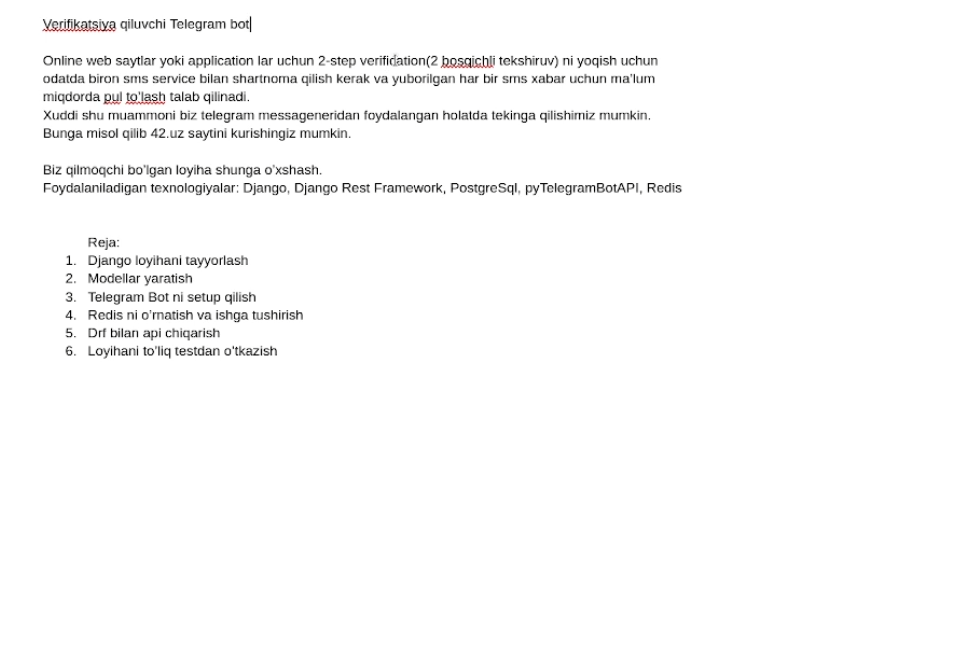 Verifikatsiya qiluvchi Telegram bot
Online web saytlar yoki application lar uchun 2-step verification(2 bosqichli tekshiruv) ni yoqish uchun
odatda biron sms service bilan shartnoma qilish kerak va yuborilgan har bir sms xabar uchun ma'lum
miqdorda pul to'lash talab qilinadi.
Xuddi shu muammoni biz telegram messageneridan foydalangan holatda tekinga qilishimiz mumkin.
Bunga misol qilib 42.uz saytini kurishingiz mumkin.
Biz qilmoqchi bo'lgan loyiha shunga o'xshash.
Foydalaniladigan texnologiyalar: Django, Django Rest Framework, PostgreSql, pyTelegramBotAPI, Redis
Reja:
1. Django loyihani tayyorlash
2. Modellar yaratish
3. Telegram Bot ni setup qilish
4. Redis ni o'rnatish va ishga tushirish
5. Drf bilan api chiqarish
6. Loyihani to'liq testdan o'tkazish